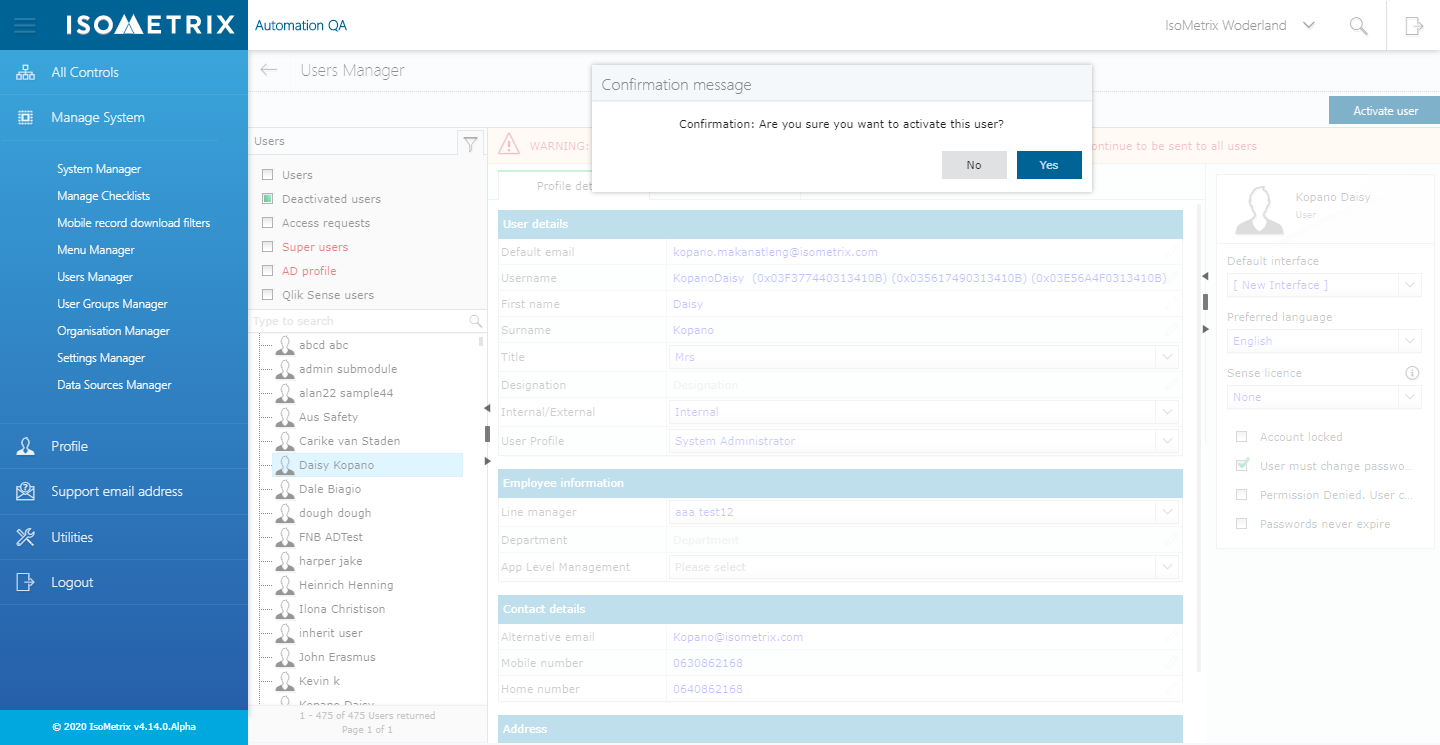 ISOMETRIX
Automation QA
IsoMetrix Woderland
All Controls
Manage System
System Manager
Manage Checklists
Mobile record download filters
Menu Manager
Users Manager
User Groups Manager
Organisation Manager
Settings Manager
Data Sources Manager
Profile
Support email address
Utilities
Logout
© 2020 IsoMetrix v4.14.0.Alpha
Users Manager
Activate user
Confirmation message
Confirmation: Are you sure you want to activate this user?
No
Yes
Users
Users
Deactivated users
Access requests
Super users
AD profile
Qlik Sense users
Type to search
abcd abc
admin submodule
alan22 sample44
Aus Safety
Carike van Staden
Daisy Kopano
Dale Biagio
dough dough
FNB ADTest
harper jake
Heinrich Henning
Ilona Christison
inherit user
John Erasmus
Kevin k
Kopano Daisy
1 - 475 of 475 Users returned
Page 1 of 1
WARNING: continue to be sent to all users
Profile det
User details
Default email kopano.makanatleng@isometrix.com
Username KopanoDaisy (0x03F377440313410B) (0x035617490313410B) (0x03E56A4F0313410B)
First name Daisy
Surname Kopano
Title Mrs
Designation Designation
Internal/External Internal
User Profile System Administrator
Employee information
Line manager aaa test12
Department Department
App Level Management Please select
Contact details
Alternative email Kopano@isometrix.com
Mobile number 0630862168
Home number 0640862168
Address
Kopano Daisy
User
Default interface
[ New Interface ]
Preferred language
English
Sense licence
None
Account locked
User must change passwo...
Permission Denied. User c...
Passwords never expire